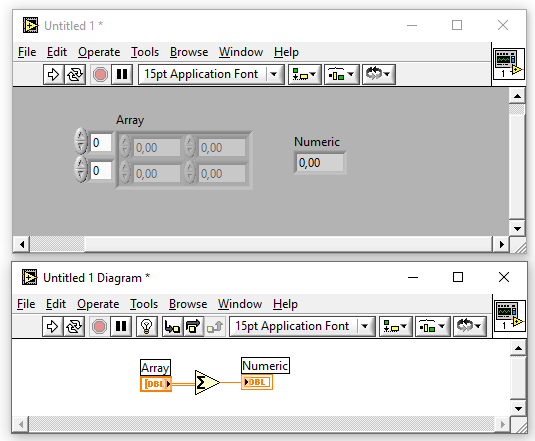 Untitled 1 *
File Edit Operate Tools Browse Window Help
15pt Application Font
1
Array
0 0,00 0,00
0 0,00 0,00
Numeric
0,00
Untitled 1 Diagram *
File Edit Operate Tools Browse Window Help
15pt Application Font
1
Array
[DBL]
Σ
Numeric
DBL